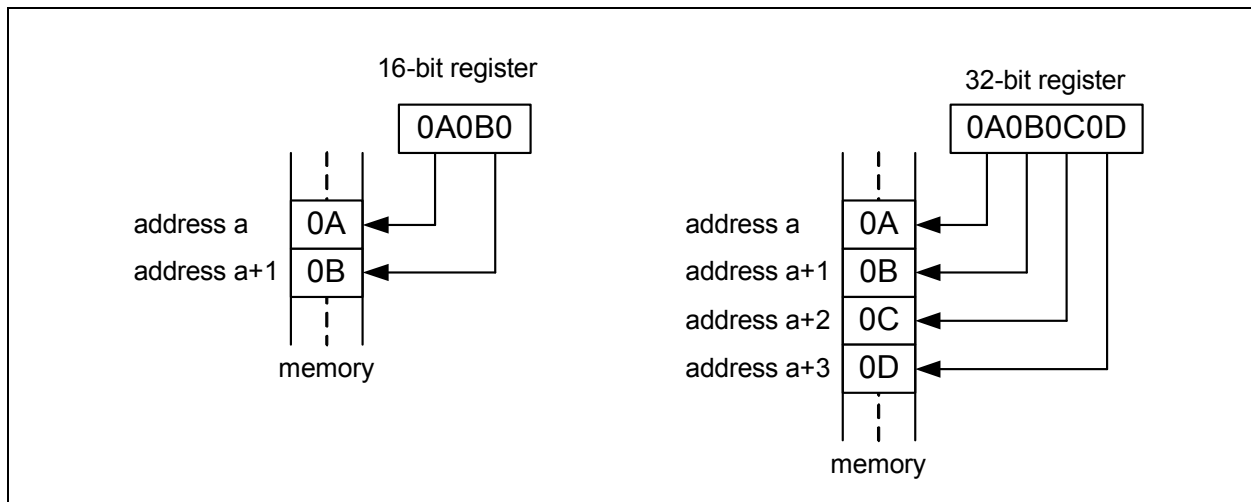 16-bit register
0A0B0
address a
0A
address a+1
0B
memory
32-bit register
0A0B0C0D
address a
0A
address a+1
0B
address a+2
0C
address a+3
0D
memory